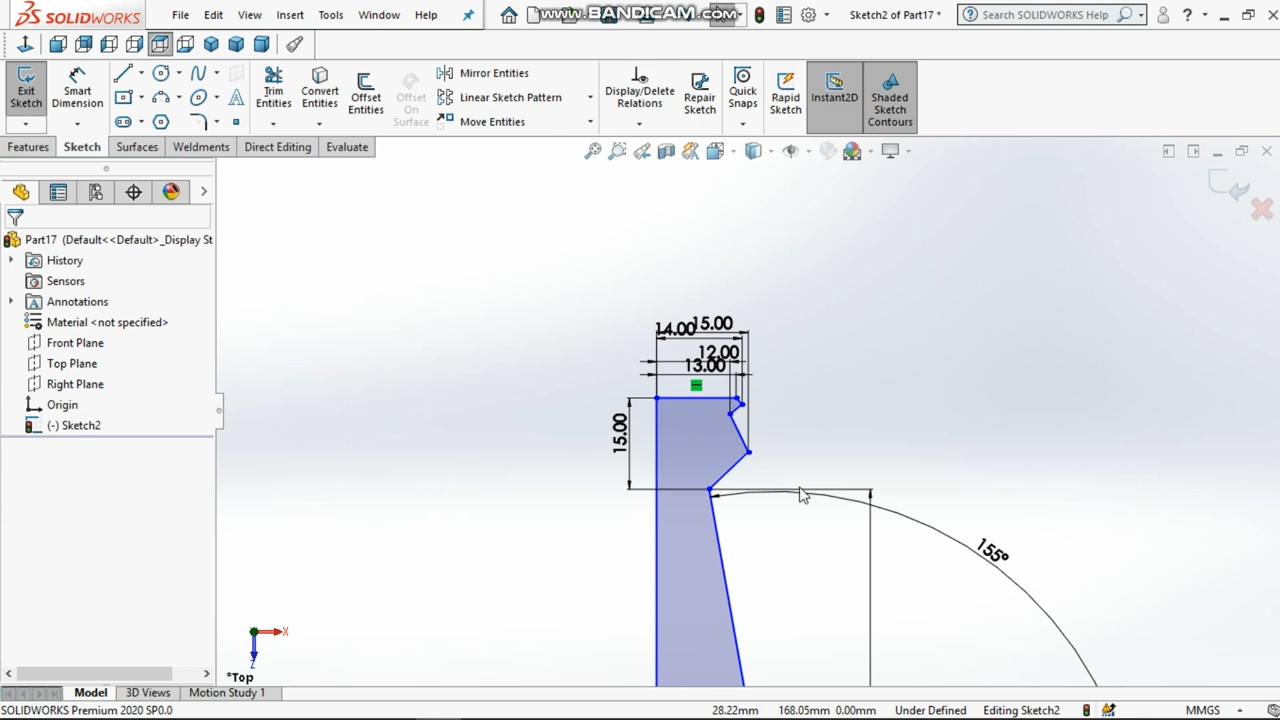 SOLIDWORKS File Edit View Insert Tools Window Help www.BANDICAM.com Sketch2 of Part17 * Search SOLIDWORKS Help ?
Exit Sketch
Smart Dimension
Trim Entities
Convert Entities
Offset Entities
Offset On Surface
Mirror Entities
Linear Sketch Pattern
Move Entities
Display/Delete Relations
Repair Sketch
Quick Snaps
Rapid Sketch
Instant2D
Shaded Sketch Contours
Features Sketch Surfaces Weldments Direct Editing Evaluate
Part17 (Default<<Default>_Display St
History
Sensors
Annotations
Material <not specified>
Front Plane
Top Plane
Right Plane
Origin
(-) Sketch2
14.00 15.00
12.00
13.00
15.00
155°
X
Z
*Top
Model 3D Views Motion Study 1
SOLIDWORKS Premium 2020 SP0.0 28.22mm 168.05mm 0.00mm Under Defined Editing Sketch2 MMGS